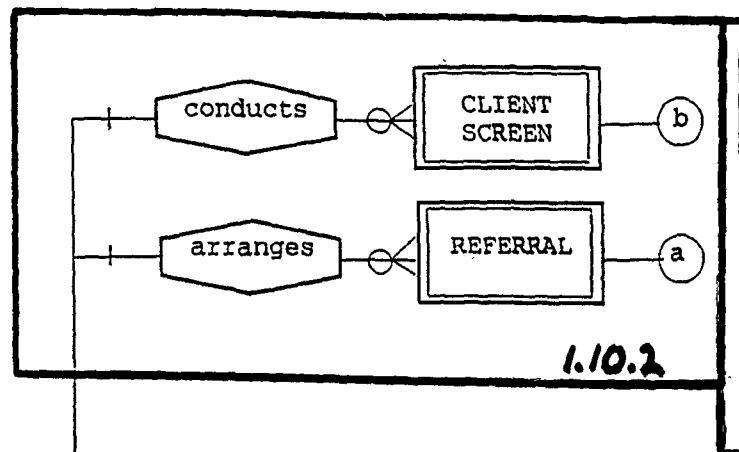 conducts
CLIENT
SCREEN
b
arranges
REFERRAL
a
1.10.2